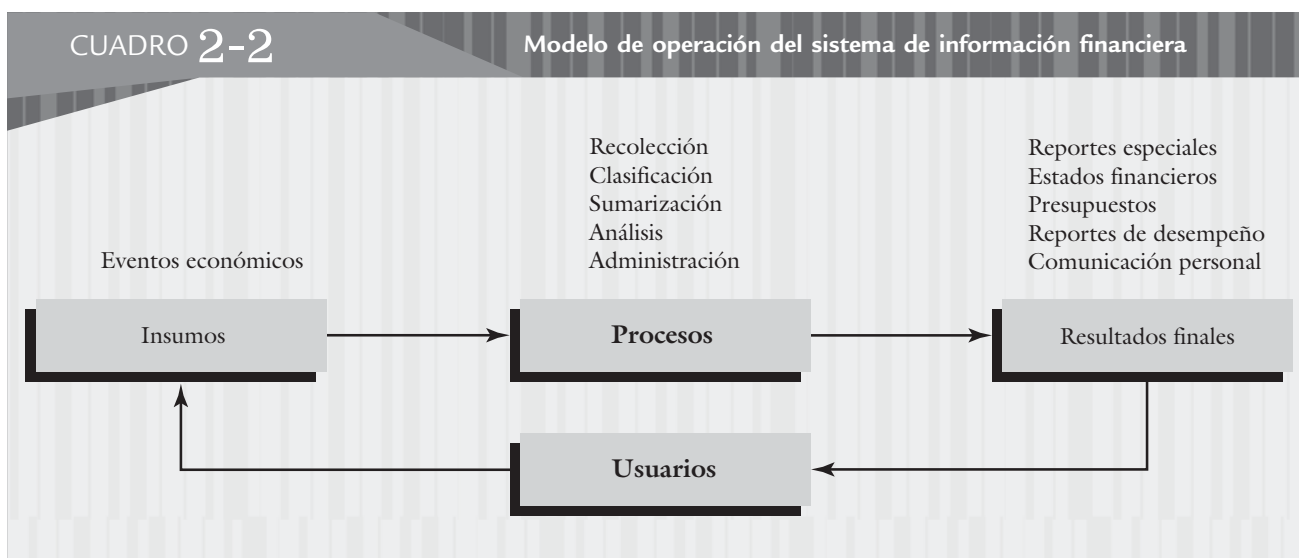 CUADRO 2-2
Modelo de operación del sistema de información financiera
Eventos económicos
Insumos
Recolección
Clasificación
Sumarización
Análisis
Administración
Procesos
Reportes especiales
Estados financieros
Presupuestos
Reportes de desempeño
Comunicación personal
Resultados finales
Usuarios